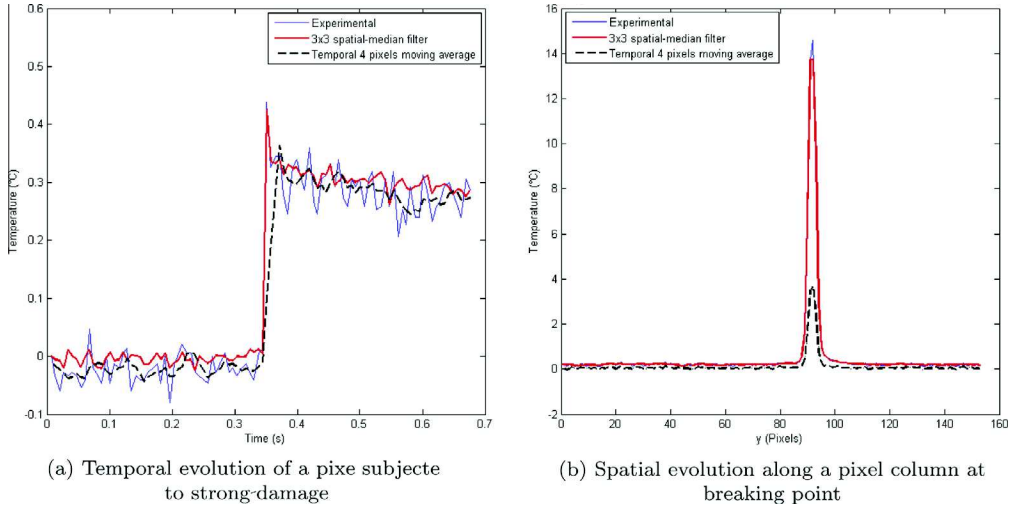 Experimental
3x3 spatial-median filter
Temporal 4 pixels moving average
0.6
0.5
0.4
0.3
0.2
0.1
0
-0.1
Temperature (°C)
0
0.1
0.2
0.3
0.4
0.5
0.6
0.7
Time (s)
(a) Temporal evolution of a pixe subjecte
to strong-damage
Experimental
3x3 spatial-median filter
Temporal 4 pixels moving average
16
14
12
10
8
6
4
2
0
-2
Temperature (°C)
0
20
40
60
80
100
120
140
160
y (Pixels)
(b) Spatial evolution along a pixel column at
breaking point